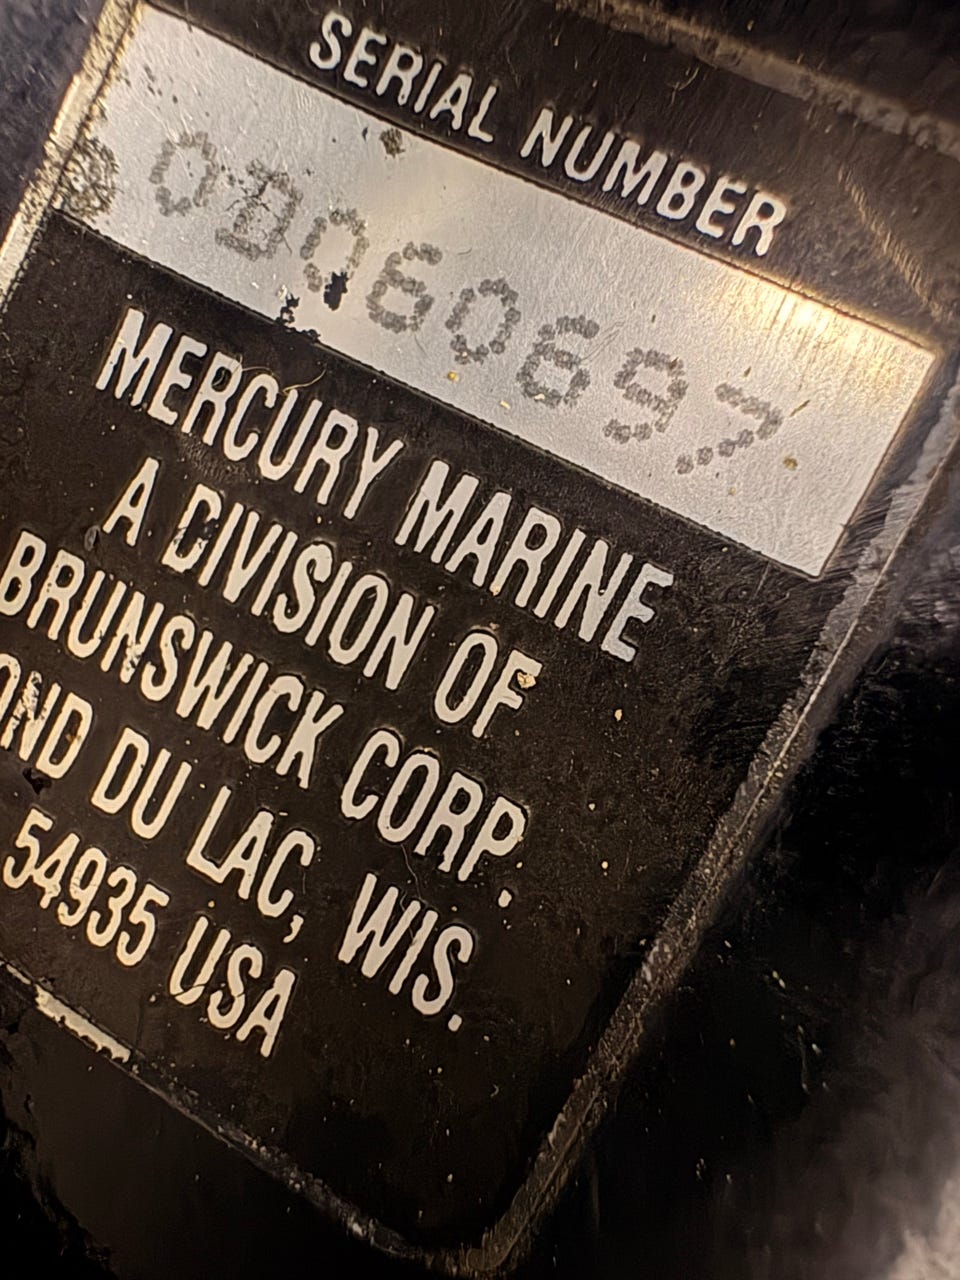 SERIAL NUMBER
0D060697
MERCURY MARINE
A DIVISION OF
BRUNSWICK CORP.
OND DU LAC, WIS.
54935 USA